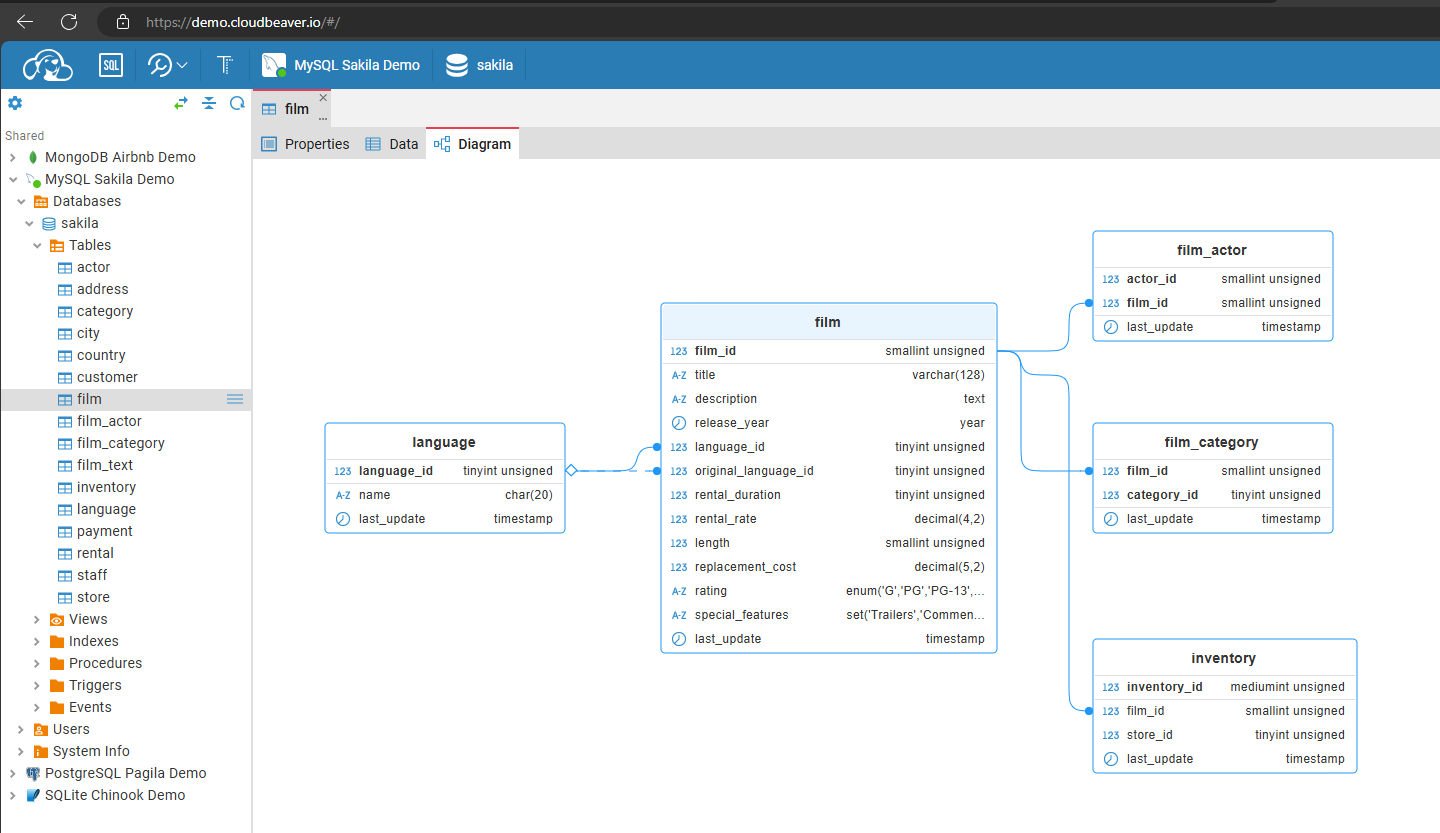 https://demo.cloudbeaver.io/#/
SQL MySQL Sakila Demo sakila
film
Properties Data Diagram
Shared
MongoDB Airbnb Demo
MySQL Sakila Demo
Databases
sakila
Tables
actor
address
category
city
country
customer
film
film_actor
film_category
film_text
inventory
language
payment
rental
staff
store
Views
Indexes
Procedures
Triggers
Events
Users
System Info
PostgreSQL Pagila Demo
SQLite Chinook Demo
language
123 language_id tinyint unsigned
A-Z name char(20)
last_update timestamp
film
123 film_id smallint unsigned
A-Z title varchar(128)
A-Z description text
release_year year
123 language_id tinyint unsigned
123 original_language_id tinyint unsigned
123 rental_duration tinyint unsigned
123 rental_rate decimal(4,2)
123 length smallint unsigned
123 replacement_cost decimal(5,2)
A-Z rating enum('G','PG','PG-13',...
A-Z special_features set('Trailers','Commen...
last_update timestamp
film_actor
123 actor_id smallint unsigned
123 film_id smallint unsigned
last_update timestamp
film_category
123 film_id smallint unsigned
123 category_id tinyint unsigned
last_update timestamp
inventory
123 inventory_id mediumint unsigned
123 film_id smallint unsigned
123 store_id tinyint unsigned
last_update timestamp